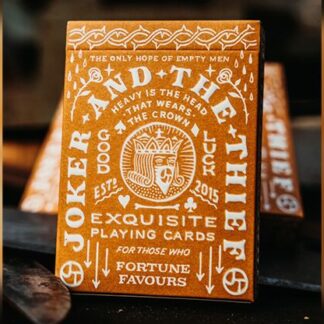 THE ONLY HOPE OF EMPTY MEN
JOKER AND THE THIEF
HEAVY IS THE HEAD
THAT WEARS
THE CROWN
GOOD LUCK
ESTD 2015
EXQUISITE
PLAYING CARDS
FOR THOSE WHO
FORTUNE
FAVOURS
THIEF